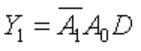 Y₁ = A̅₁A₀D